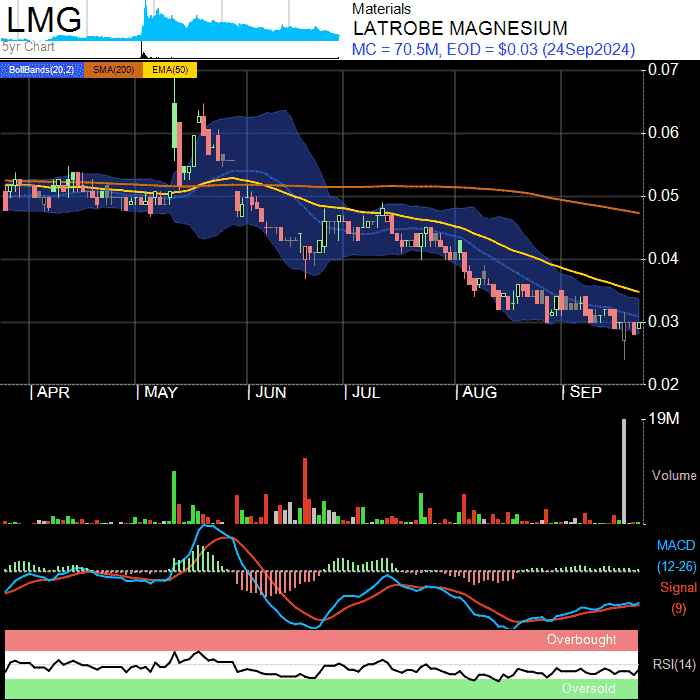 LMG
5yr Chart
Materials
LATROBE MAGNESIUM
MC = 70.5M, EOD = $0.03 (24Sep2024)
BollBands(20,2) SMA(200) EMA(50)
0.07
0.06
0.05
0.04
0.03
0.02
APR MAY JUN JUL AUG SEP
19M
Volume
MACD
(12-26)
Signal
(9)
Overbought
RSI(14)
Oversold